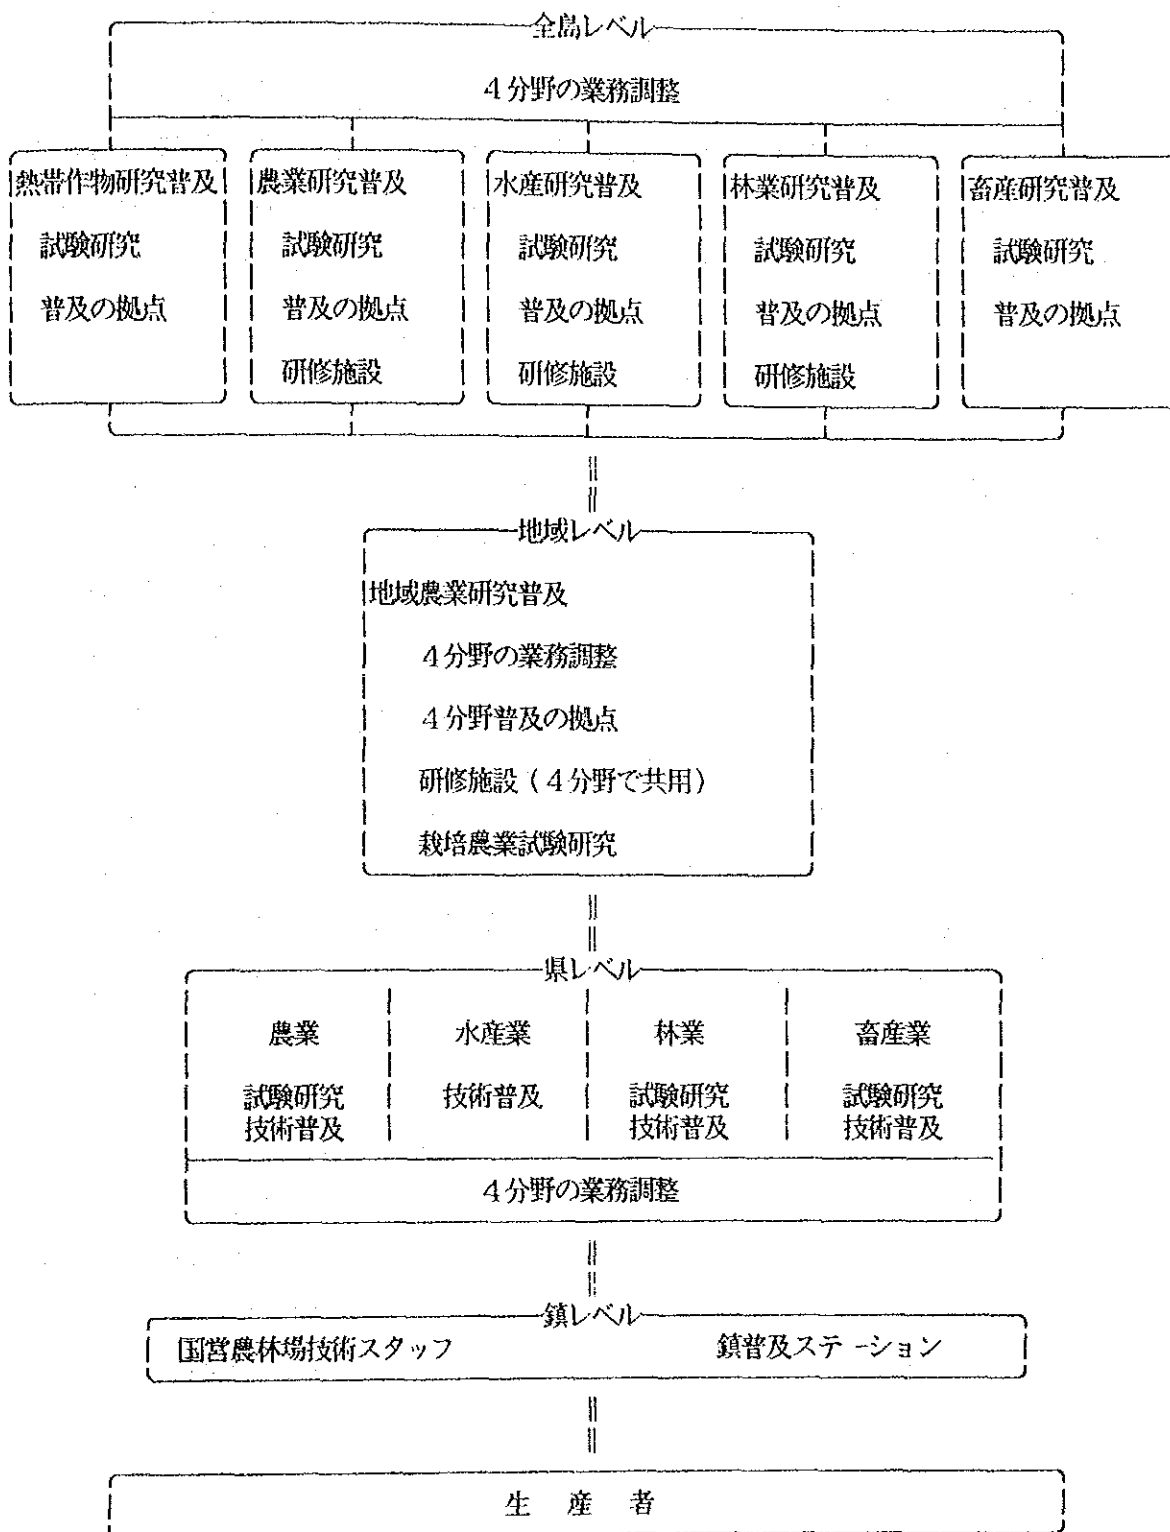 全島レベル
4分野の業務調整
熱帯作物研究普及
試験研究
普及の拠点
農業研究普及
試験研究
普及の拠点
研修施設
水産研究普及
試験研究
普及の拠点
研修施設
林業研究普及
試験研究
普及の拠点
研修施設
畜産研究普及
試験研究
普及の拠点
地域レベル
地域農業研究普及
4分野の業務調整
4分野普及の拠点
研修施設（4分野で共用）
栽培農業試験研究
県レベル
農業
試験研究
技術普及
水産業
技術普及
林業
試験研究
技術普及
畜産業
試験研究
技術普及
4分野の業務調整
鎮レベル
国営農林場技術スタッフ
鎮普及ステーション
生産者